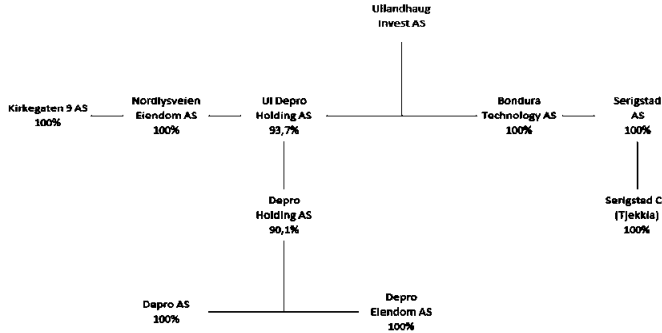 Ullandhaug
Invest AS
Kirkegaten 9 AS
100%
Nordlysveien
Eiendom AS
100%
UI Depro
Holding AS
93,7%
Bondura
Technology AS
100%
Serigstad
AS
100%
Depro
Holding AS
90,1%
Serigstad C
(Tjekkia)
100%
Depro AS
100%
Depro
Eiendom AS
100%